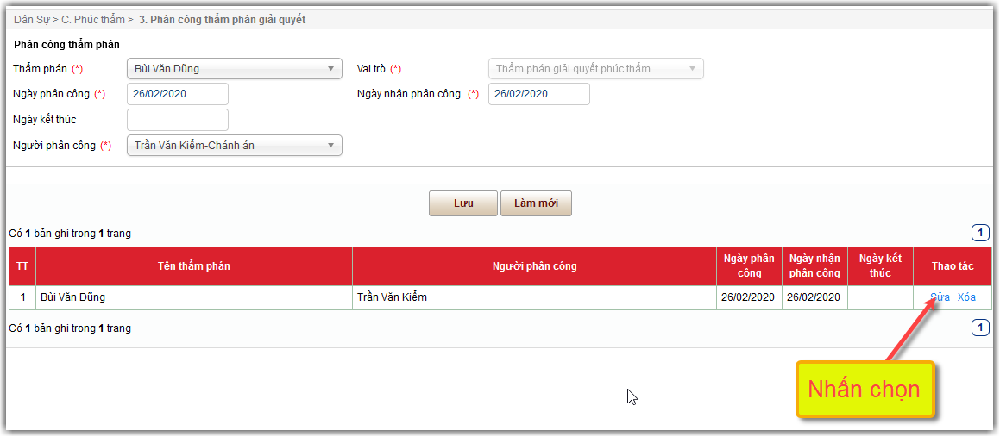 Dân Sự > C. Phúc thẩm > 3. Phân công thẩm phán giải quyết
Phân công thẩm phán
Thẩm phán (*) Bùi Văn Dũng Vai trò (*) Thẩm phán giải quyết phúc thẩm
Ngày phân công (*) 26/02/2020 Ngày nhận phân công (*) 26/02/2020
Ngày kết thúc
Người phân công (*) Trần Văn Kiểm-Chánh án
Lưu Làm mới
Có 1 bản ghi trong 1 trang 1
TT Tên thẩm phán Người phân công Ngày phân công Ngày nhận phân công Ngày kết thúc Thao tác
1 Bùi Văn Dũng Trần Văn Kiểm 26/02/2020 26/02/2020 Sửa Xóa
Có 1 bản ghi trong 1 trang 1
Nhấn chọn